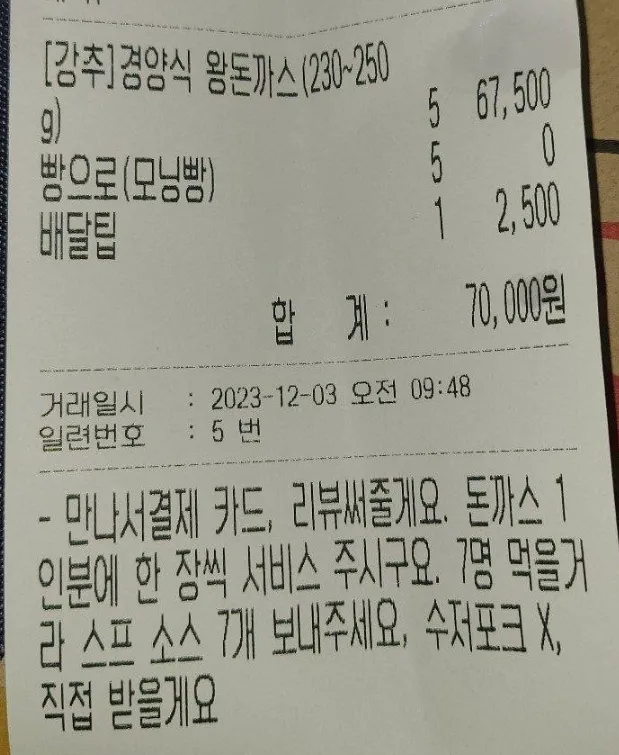 [강추]경양식 왕돈까스(230~250
g) 5 67,500
빵으로(모닝빵) 5 0
배달팁 1 2,500
합 계 : 70,000원
거래일시 : 2023-12-03 오전 09:48
일련번호 : 5 번
- 만나서결제 카드, 리뷰써줄게요. 돈까스 1
인분에 한 장씩 서비스 주시구요. 7명 먹을거
라 스프 소스 7개 보내주세요, 수저포크 X,
직접 받을게요